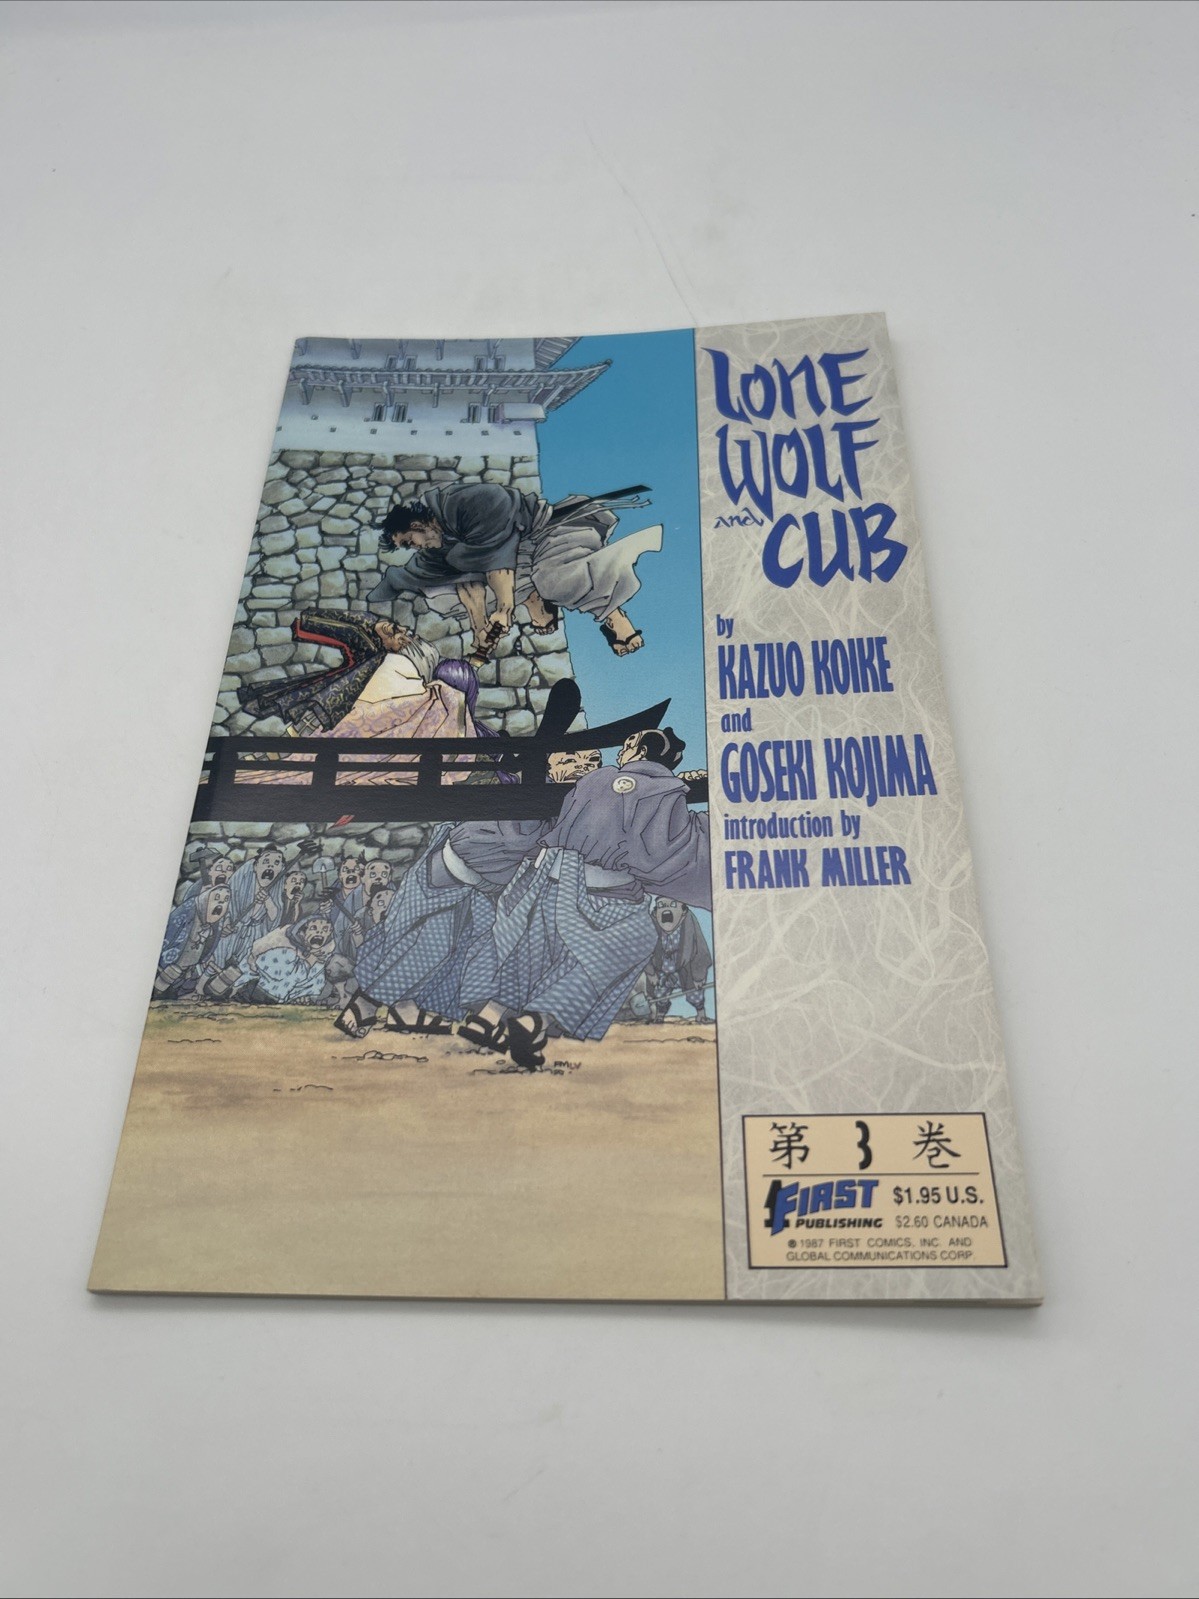 LONE
WOLF
and CUB
by
KAZUO KOIKE
and
GOSEKI KOJIMA
introduction by
FRANK MILLER
第 3 巻
FIRST $1.95 U.S.
PUBLISHING $2.60 CANADA
© 1987 FIRST COMICS, INC. AND
GLOBAL COMMUNICATIONS CORP.